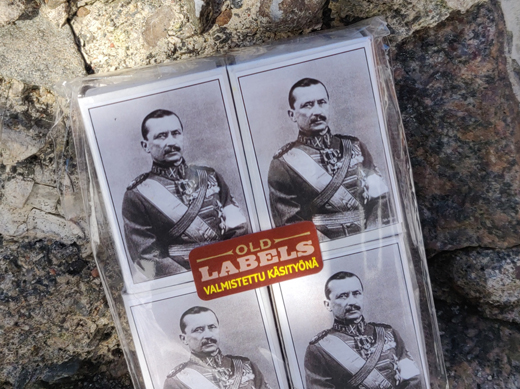 OLD
LABELS
VALMISTETTU KÄSITYÖNÄ